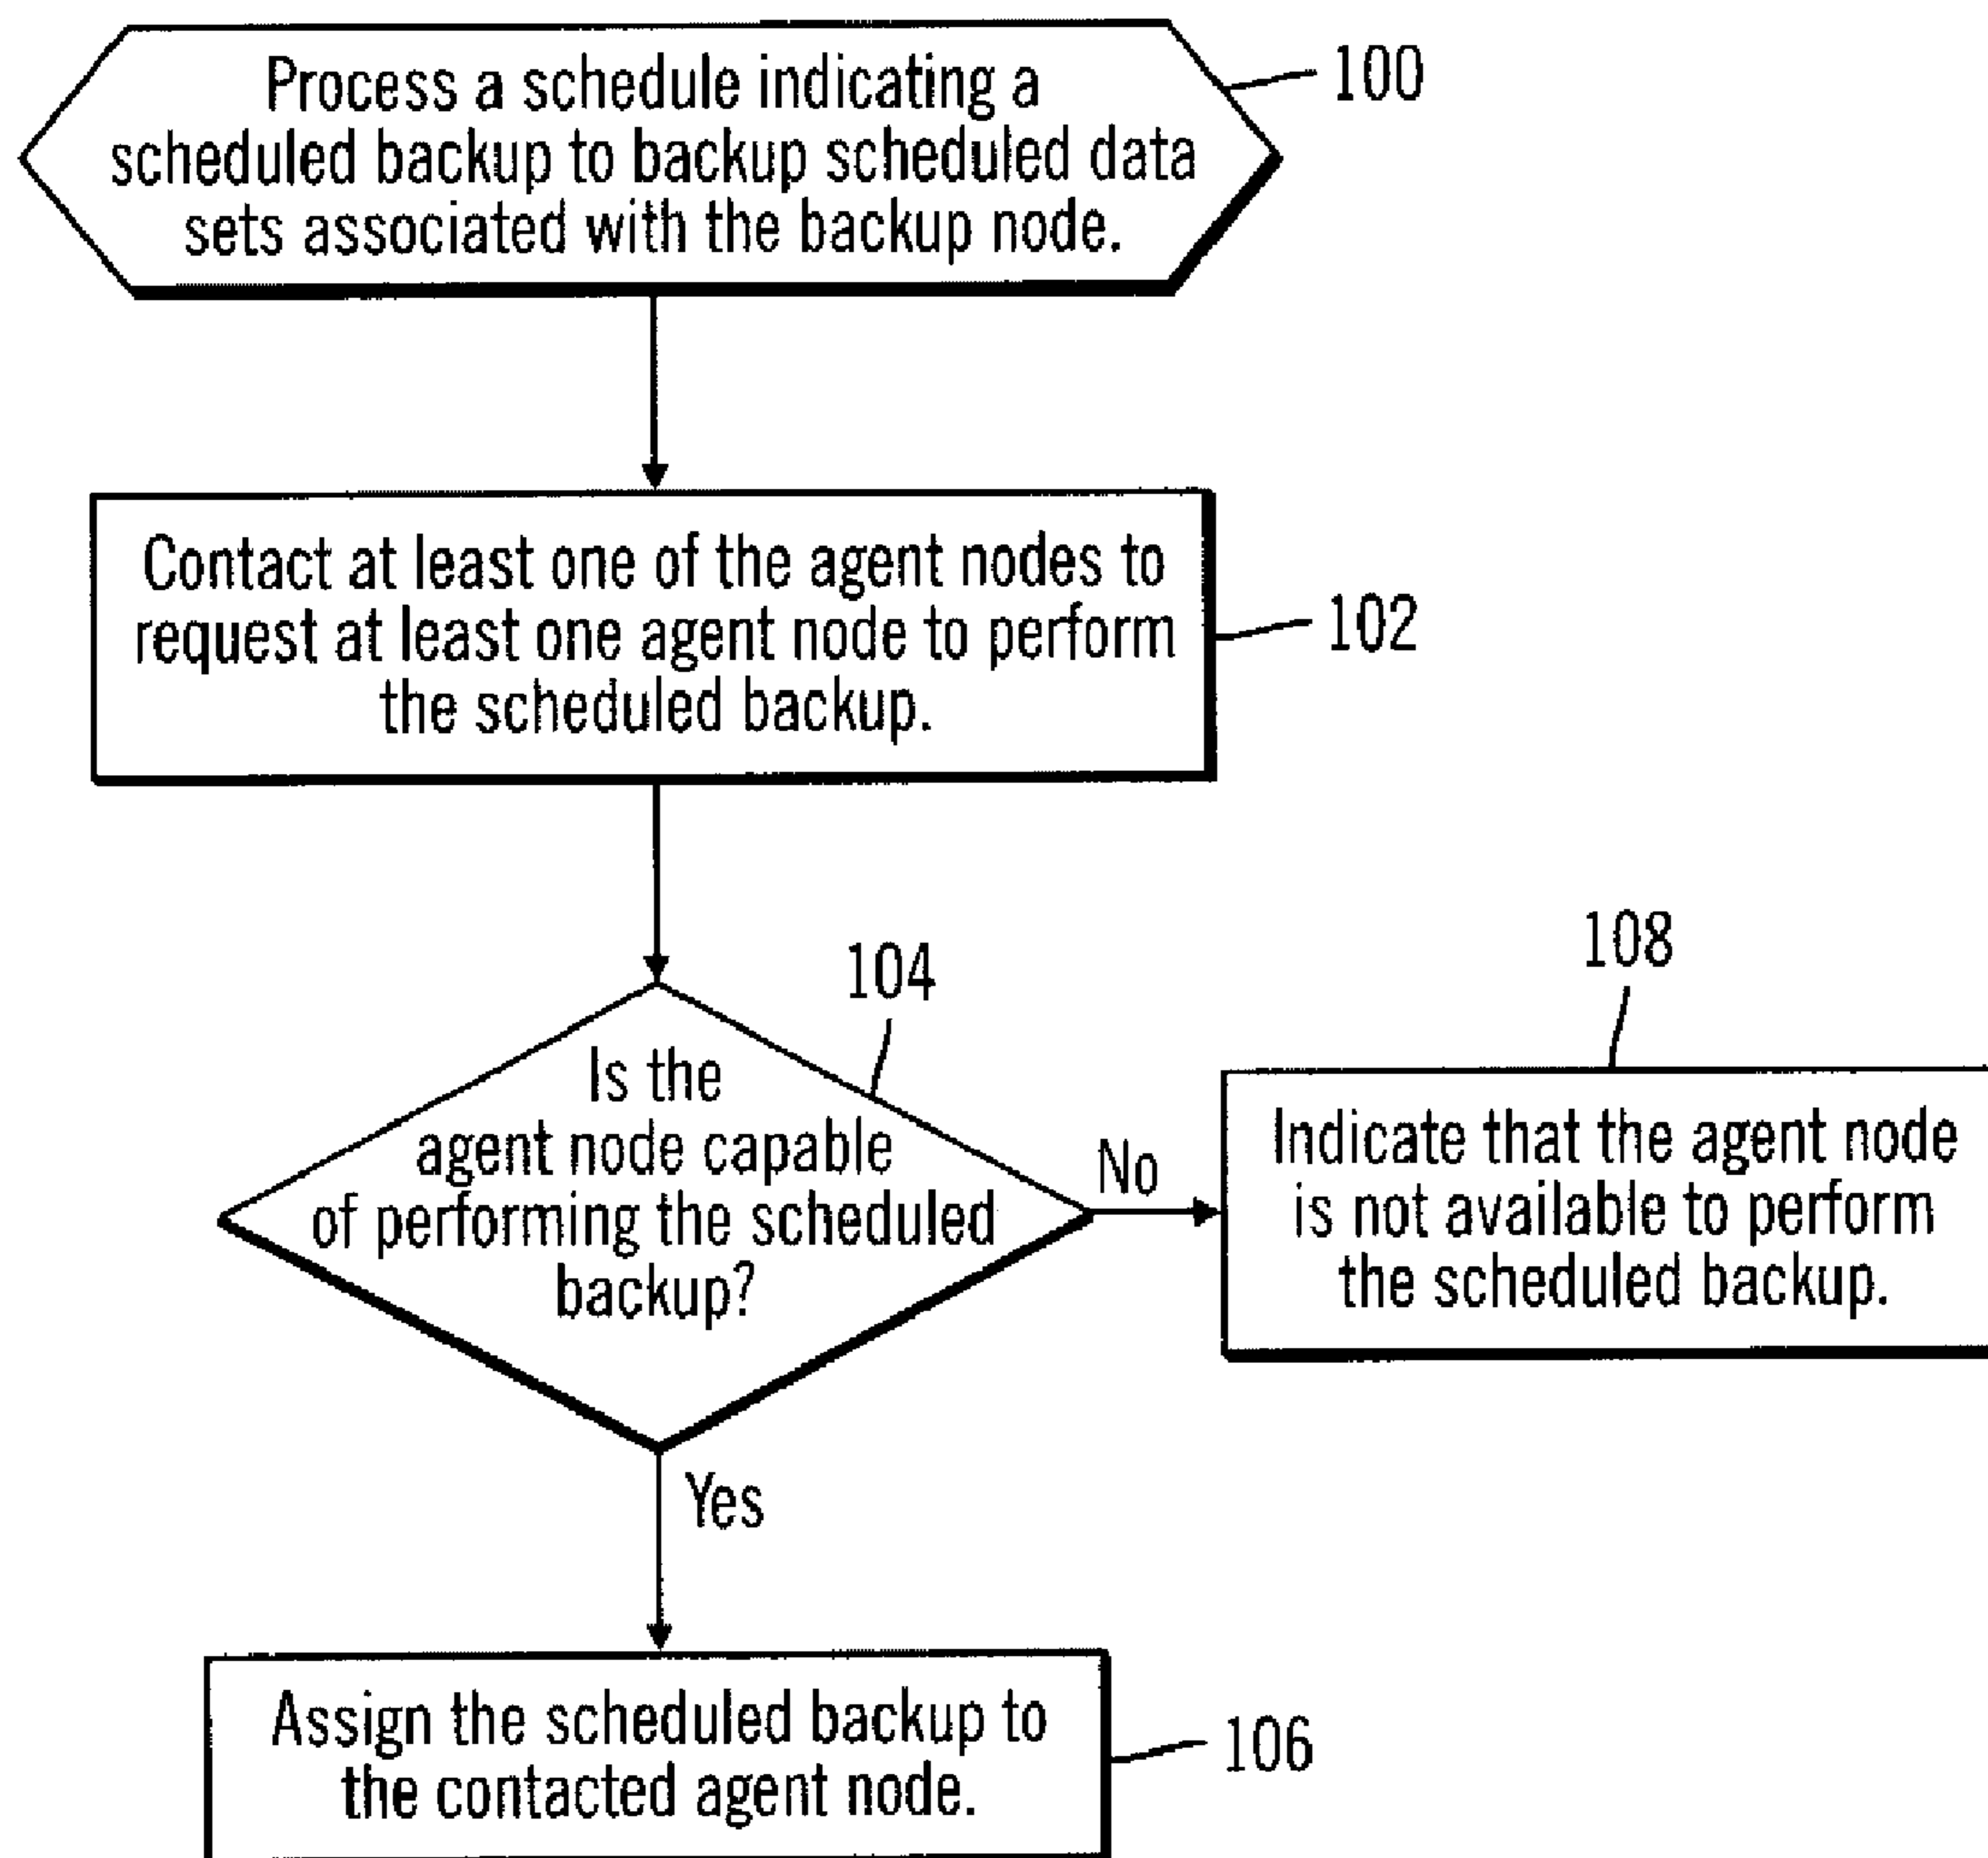 Process a schedule indicating a
scheduled backup to backup scheduled data
sets associated with the backup node.
100
Contact at least one of the agent nodes to
request at least one agent node to perform
the scheduled backup.
102
104
Is the
agent node capable
of performing the scheduled
backup?
No
108
Indicate that the agent node
is not available to perform
the scheduled backup.
Yes
Assign the scheduled backup to
the contacted agent node.
106